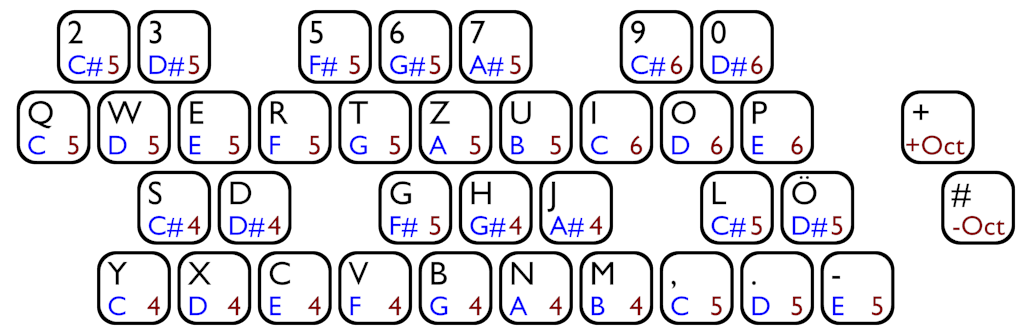 2 3 5 6 7 9 0
C# 5 D# 5 F# 5 G# 5 A# 5 C# 6 D# 6
Q W E R T Z U I O P +
C 5 D 5 E 5 F 5 G 5 A 5 B 5 C 6 D 6 E 6 +Oct
S D G H J L Ö #
C# 4 D# 4 F# 5 G# 4 A# 4 C# 5 D# 5 -Oct
Y X C V B N M , . -
C 4 D 4 E 4 F 4 G 4 A 4 B 4 C 5 D 5 E 5